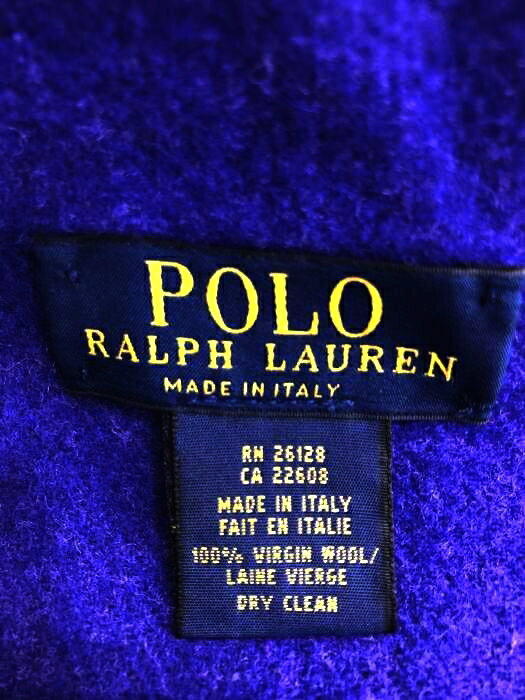 POLO
RALPH LAUREN
MADE IN ITALY
RN 26128
CA 22608
MADE IN ITALY
FAIT EN ITALIE
100% VIRGIN WOOL/
LAINE VIERGE
DRY CLEAN